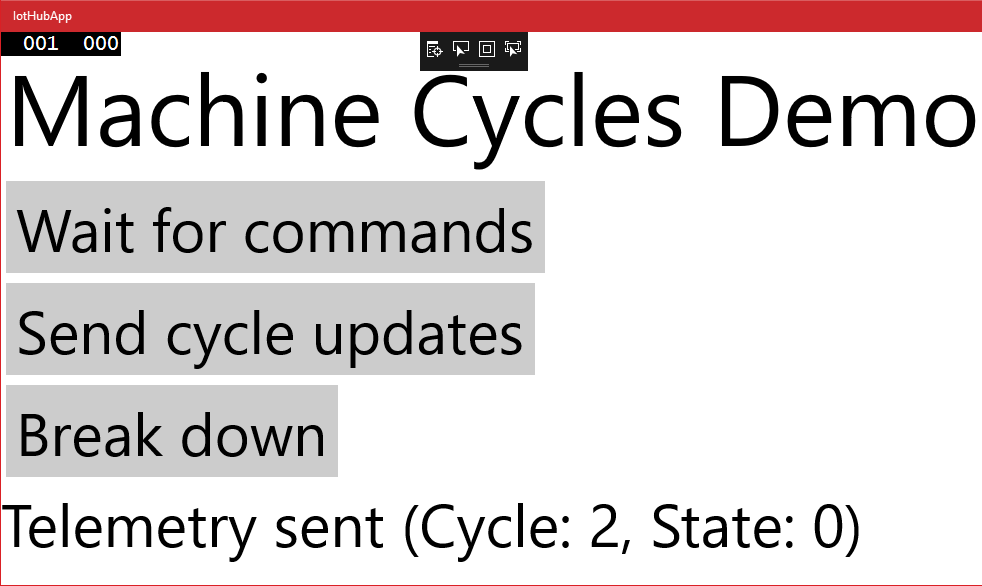 IotHubApp
001 000
Machine Cycles Demo
Wait for commands
Send cycle updates
Break down
Telemetry sent (Cycle: 2, State: 0)